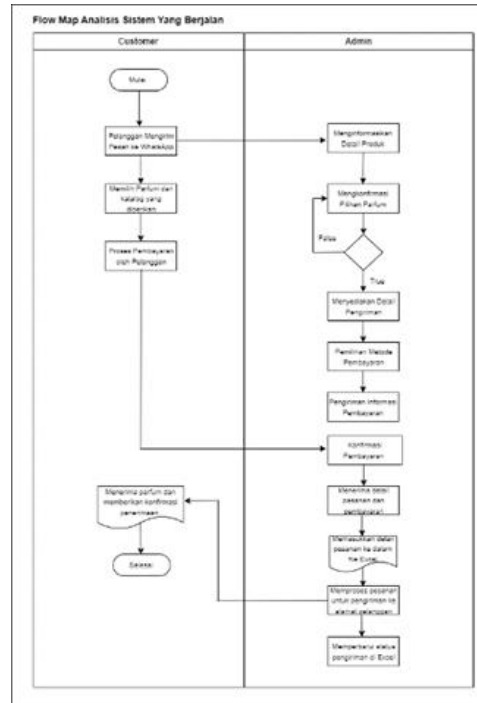 Flow Map Analisis Sistem Yang Berjalan
Customer
Admin
Mulai
Pelanggan Mengirim
Pesan ke WhatsApp
Menginformasikan
Detail Produk
Memilih Parfum dari
katalog yang
diberikan
Mengkonfirmasi
Pilihan Parfum
Proses Pembayaran
oleh Pelanggan
False
True
Menyediakan Detail
Pengiriman
Pemilihan Metode
Pembayaran
Pengiriman Informasi
Pembayaran
Konfirmasi
Pembayaran
Menerima parfum dan
memberikan konfirmasi
penerimaan
Menerima detail
pesanan dan
pembayaran
Selesai
Memasukkan detail
pesanan ke dalam
file Excel
Memproses pesanan
untuk pengiriman ke
alamat pelanggan
Memperbarui status
pengiriman di Excel